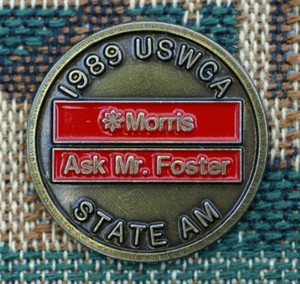 1989 USWGA
Morris
Ask Mr. Foster
STATE AM